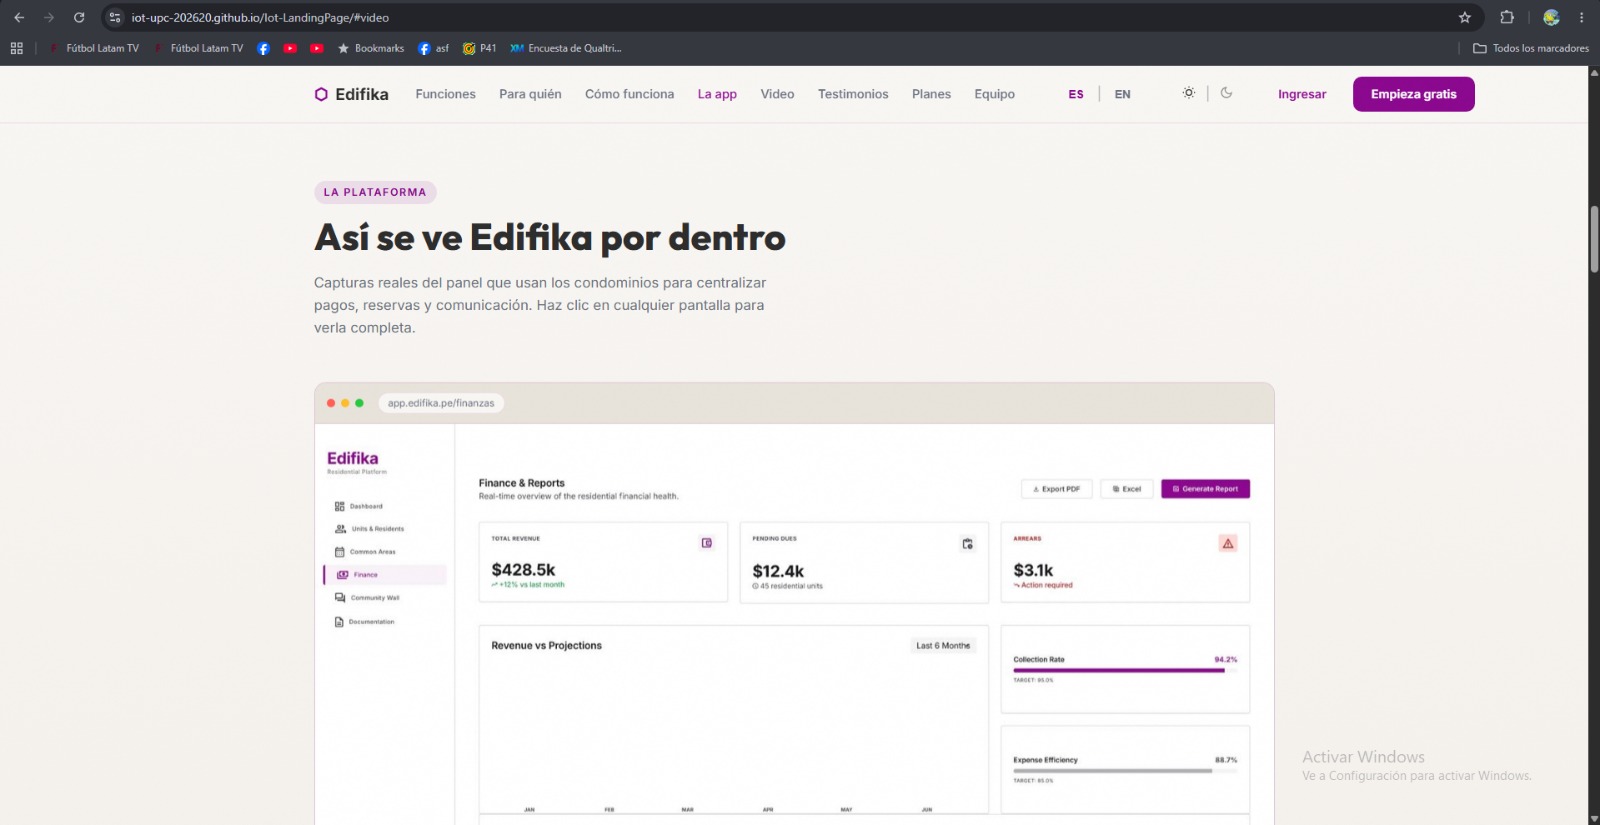 iot-upc-202620.github.io/Iot-LandingPage/#video
Fútbol Latam TV
Fútbol Latam TV
Bookmarks
asf
P41
XM Encuesta de Qualtri...
Todos los marcadores
Edifika
Funciones
Para quién
Cómo funciona
La app
Video
Testimonios
Planes
Equipo
ES
EN
Ingresar
Empieza gratis
LA PLATAFORMA
Así se ve Edifika por dentro
Capturas reales del panel que usan los condominios para centralizar
pagos, reservas y comunicación. Haz clic en cualquier pantalla para
verla completa.
app.edifika.pe/finanzas
Edifika
Residential Platform
Dashboard
Units & Residents
Common Areas
Finance
Community Wall
Documentation
Finance & Reports
Real-time overview of the residential financial health.
Export PDF
Excel
Generate Report
TOTAL REVENUE
$428.5k
+12% vs last month
PENDING DUES
$12.4k
45 residential units
ARREARS
$3.1k
Action required
Revenue vs Projections
Last 6 Months
JAN
FEB
MAR
APR
MAY
JUN
Collection Rate
94.2%
TARGET: 95.0%
Expense Efficiency
88.7%
TARGET: 85.0%
Activar Windows
Ve a Configuración para activar Windows.